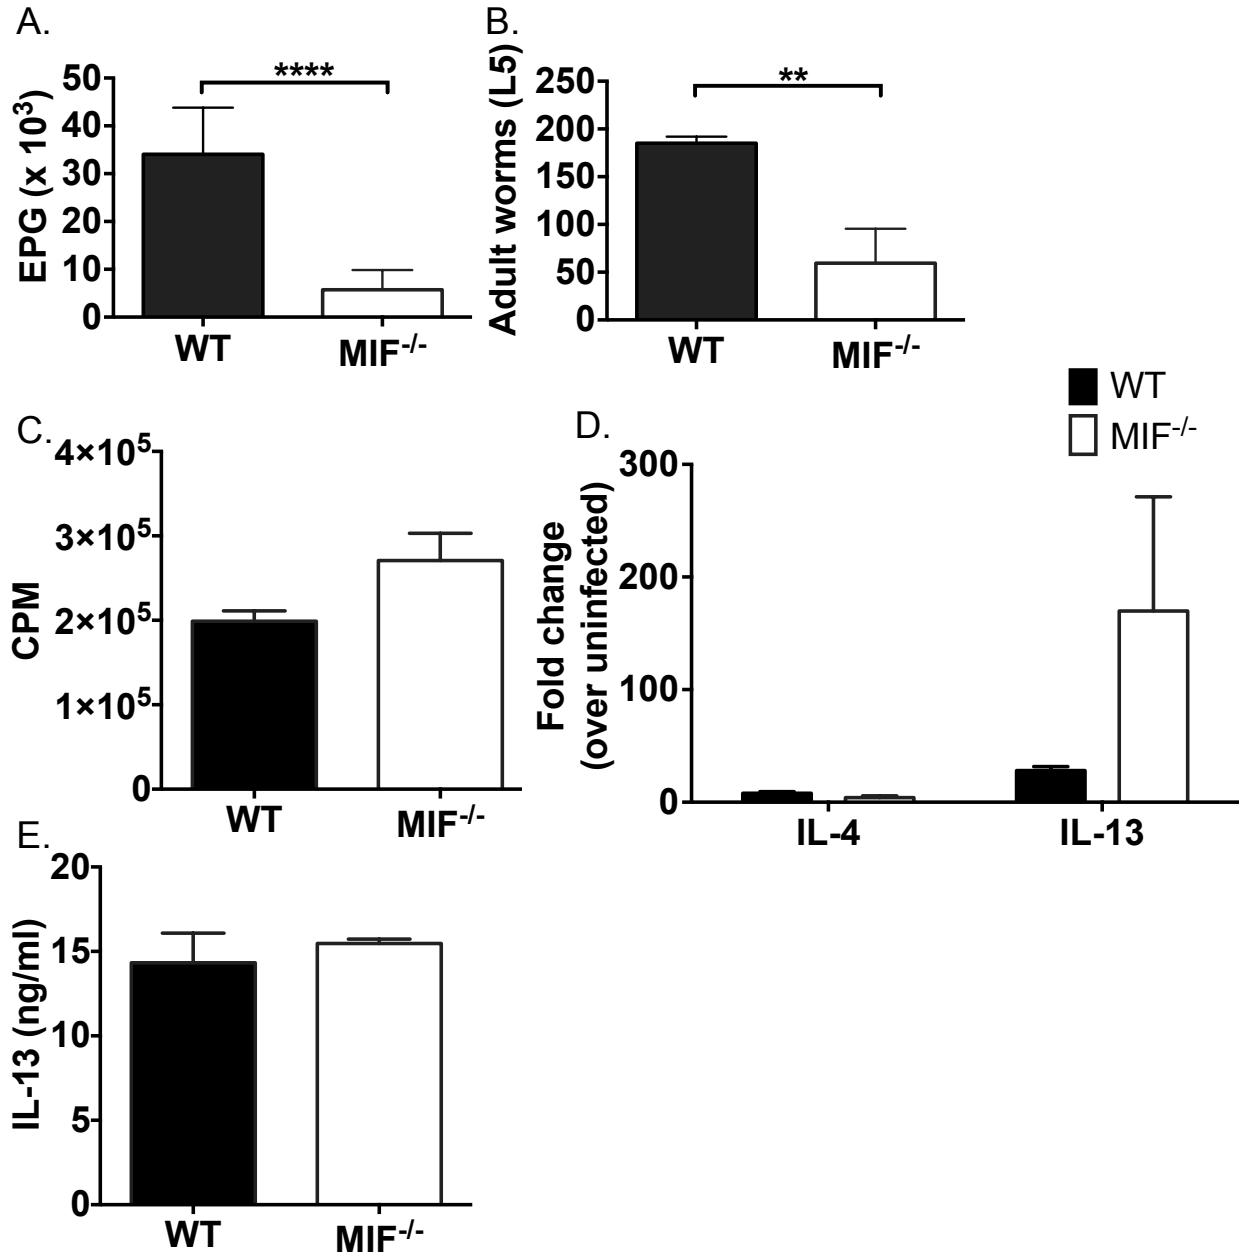 A.
EPG (x 10³)
50
40
30
20
10
0
****
WT
MIF⁻/⁻
B.
Adult worms (L5)
250
200
150
100
50
0
**
WT
MIF⁻/⁻
WT
MIF⁻/⁻
C.
CPM
4×10⁵
3×10⁵
2×10⁵
1×10⁵
0
WT
MIF⁻/⁻
D.
Fold change
(over uninfected)
300
200
100
0
IL-4
IL-13
E.
IL-13 (ng/ml)
20
15
10
5
0
WT
MIF⁻/⁻